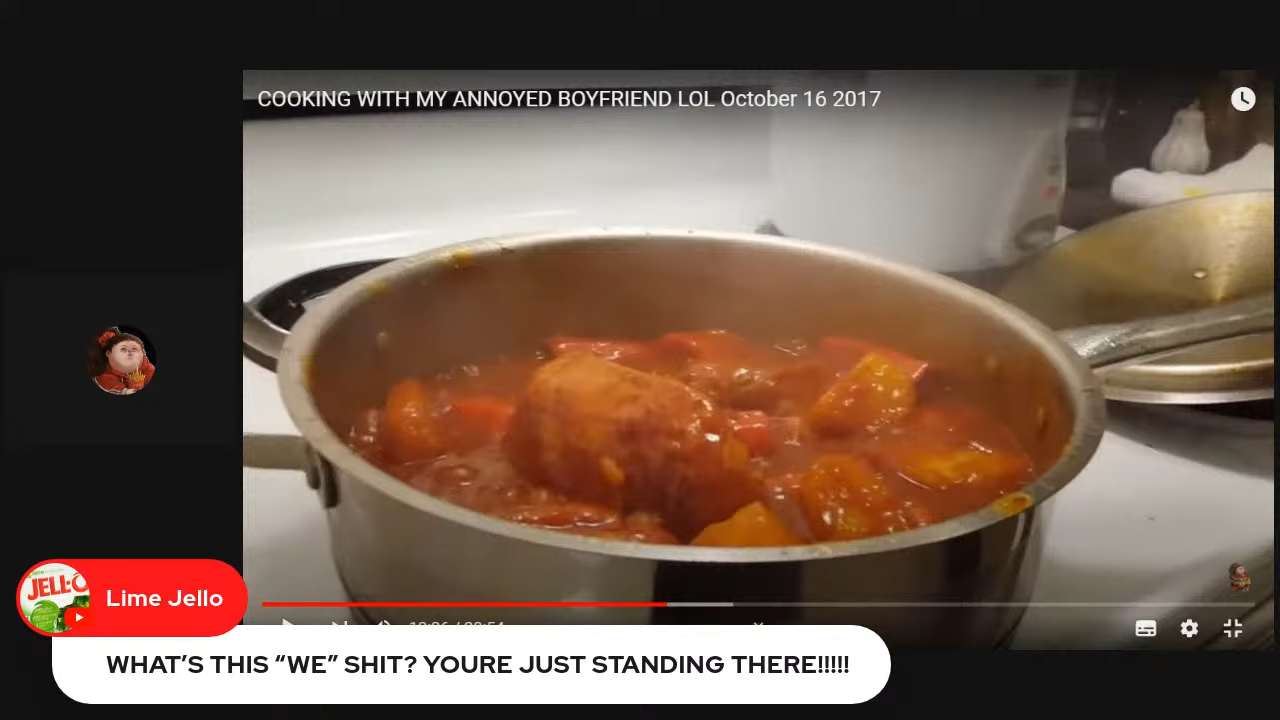 COOKING WITH MY ANNOYED BOYFRIEND LOL October 16 2017
JELL-O
Lime Jello
WHAT'S THIS “WE” SHIT? YOURE JUST STANDING THERE!!!!!